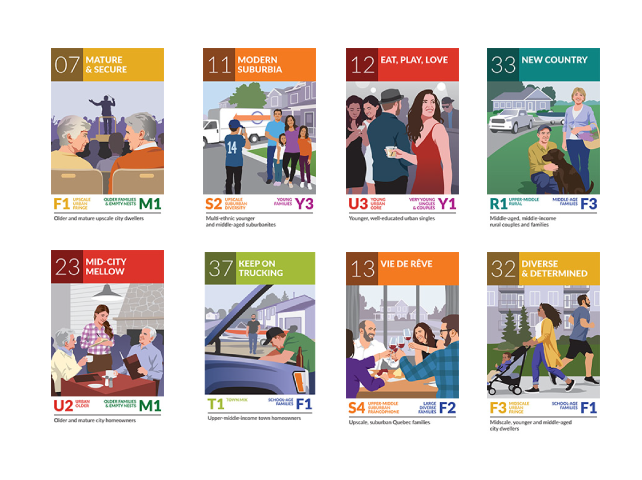 07 MATURE
& SECURE
F1 UPSCALE
URBAN
FRINGE
OLDER FAMILIES
& EMPTY NESTS M1
Older and mature upscale city dwellers
11 MODERN
SUBURBIA
14
S2 UPSCALE
SUBURBAN
DIVERSITY
YOUNG
FAMILIES Y3
Multi-ethnic younger
and middle-aged suburbanites
12 EAT, PLAY, LOVE
U3 YOUNG
URBAN
CORE
VERY YOUNG
SINGLES
& COUPLES Y1
Younger, well-educated urban singles
33 NEW COUNTRY
R1 UPPER-MIDDLE
RURAL
MIDDLE-AGE
FAMILIES F3
Middle-aged, middle-income
rural couples and families
23 MID-CITY
MELLOW
U2 URBAN
OLDER
OLDER FAMILIES
& EMPTY NESTS M1
Older and mature city homeowners
37 KEEP ON
TRUCKING
T1 TOWN MIX
SCHOOL-AGE
FAMILIES F1
Upper-middle-income town homeowners
13 VIE DE RÊVE
S4 UPPER-MIDDLE
SUBURBAN
FRANCOPHONE
LARGE
DIVERSE
FAMILIES F2
Upscale, suburban Quebec families
32 DIVERSE
& DETERMINED
F3 MIDSCALE
URBAN
FRINGE
SCHOOL-AGE
FAMILIES F1
Midscale, younger and middle-aged
city dwellers